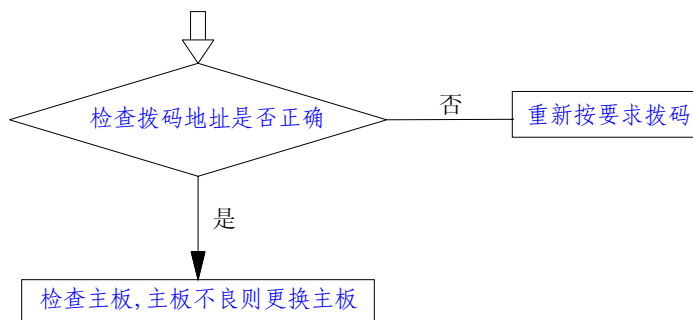 检查拨码地址是否正确
否
重新按要求拨码
是
检查主板,主板不良则更换主板